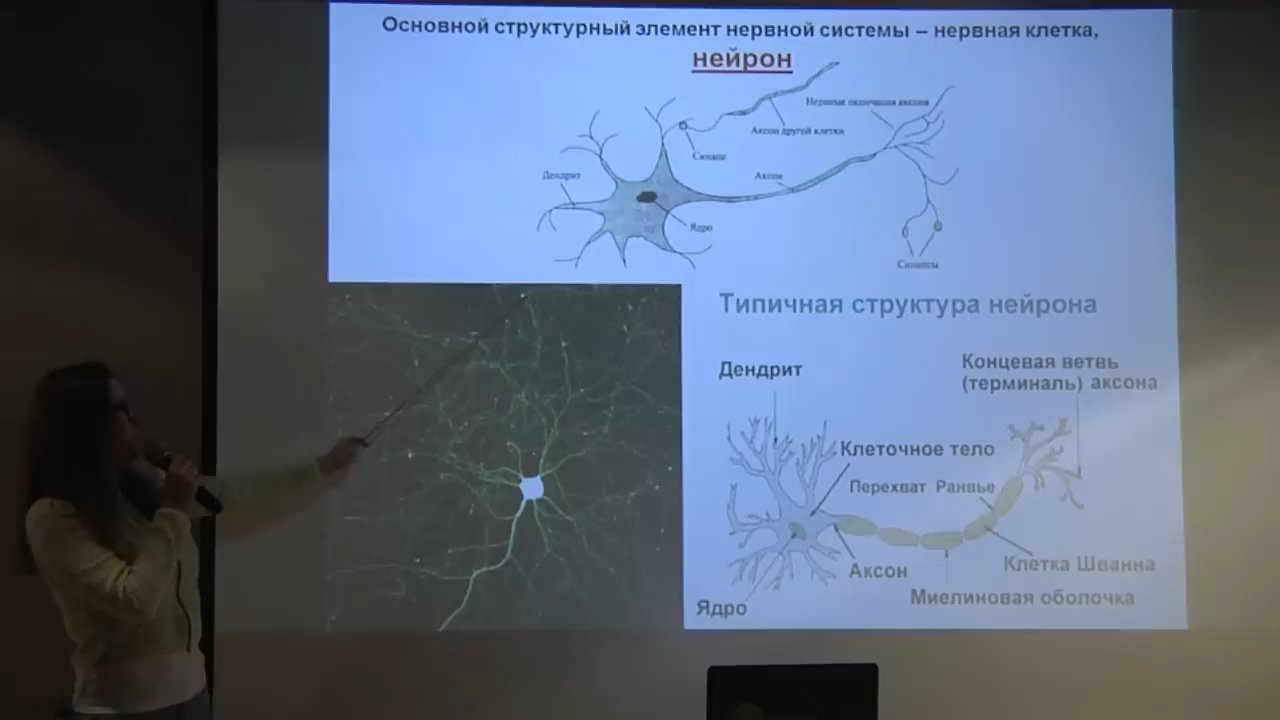 Основной структурный элемент нервной системы – нервная клетка,
нейрон
Нервные окончания аксона
Аксон другой клетки
Синапс
Дендрит
Аксон
Ядро
Синапсы
Типичная структура нейрона
Дендрит
Концевая ветвь
(терминаль) аксона
Клеточное тело
Перехват Ранвье
Аксон
Клетка Шванна
Миелиновая оболочка
Ядро